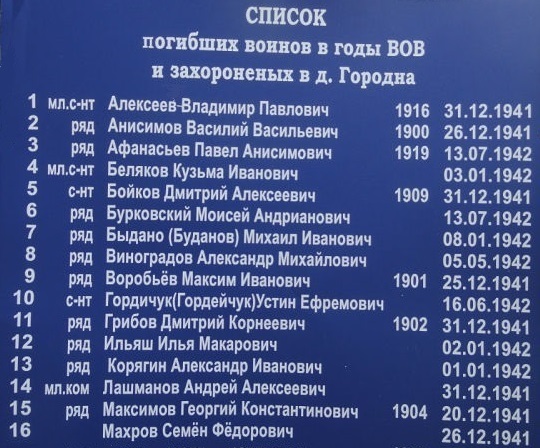 СПИСОК
погибших воинов в годы ВОВ
и захороненых в д. Городна
1 мл.с-нт Алексеев-Владимир Павлович 1916 31.12.1941
2 ряд Анисимов Василий Васильевич 1900 26.12.1941
3 ряд Афанасьев Павел Анисимович 1919 13.07.1942
4 мл.с-нт Беляков Кузьма Иванович 03.01.1942
5 с-нт Бойков Дмитрий Алексеевич 1909 31.12.1941
6 ряд Бурковский Моисей Андрианович 13.07.1942
7 ряд Быдано (Буданов) Михаил Иванович 08.01.1942
8 ряд Виноградов Александр Михайлович 05.05.1942
9 ряд Воробьёв Максим Иванович 1901 25.12.1941
10 с-нт Гордичук(Гордейчук)Устин Ефремович 16.06.1942
11 ряд Грибов Дмитрий Корнеевич 1902 31.12.1941
12 ряд Ильяш Илья Макарович 02.01.1942
13 ряд Корягин Александр Иванович 01.01.1942
14 мл.ком Лашманов Андрей Алексеевич 31.12.1941
15 ряд Максимов Георгий Константинович 1904 20.12.1941
16 Махров Семён Фёдорович 26.12.1941